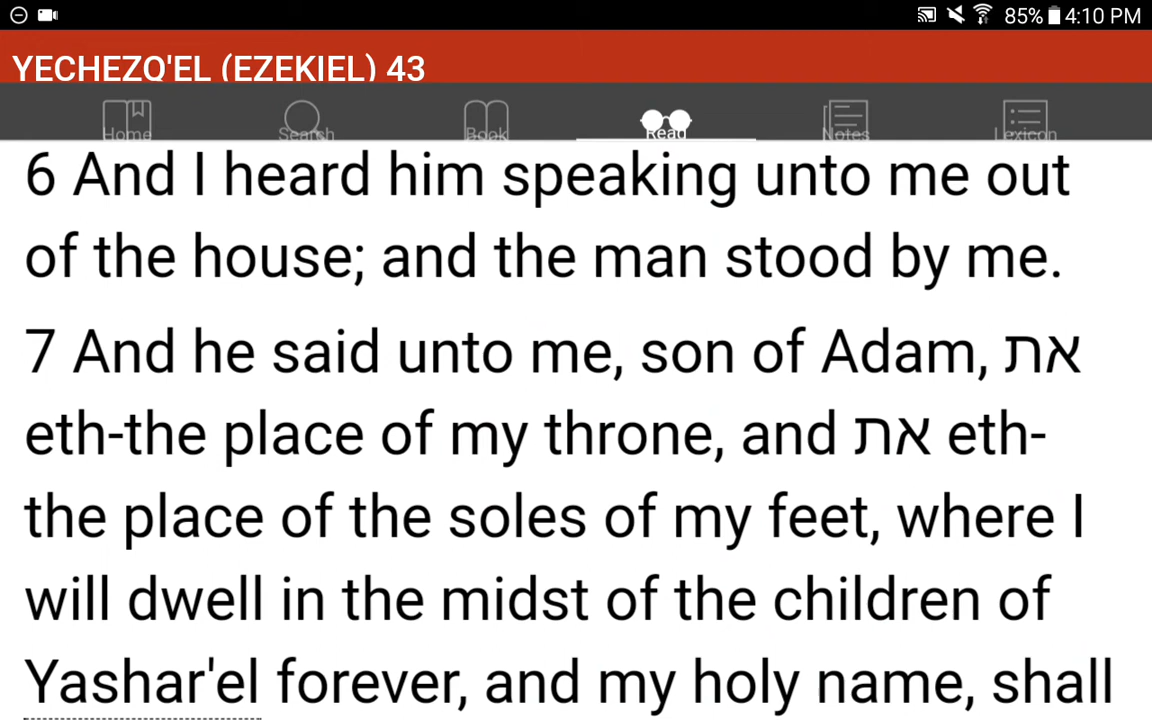 85% 4:10 PM
YECHEZQ'EL (EZEKIEL) 43
Home Search Book Read Notes Lexicon
6 And I heard him speaking unto me out
of the house; and the man stood by me.
7 And he said unto me, son of Adam, את
eth-the place of my throne, and את eth-
the place of the soles of my feet, where I
will dwell in the midst of the children of
Yashar'el forever, and my holy name, shall